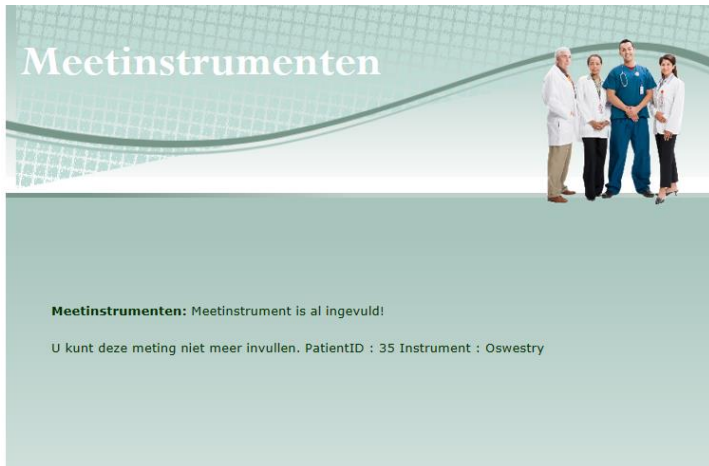 Meetinstrumenten
Meetinstrumenten: Meetinstrument is al ingevuld!
U kunt deze meting niet meer invullen. PatientID : 35 Instrument : Oswestry